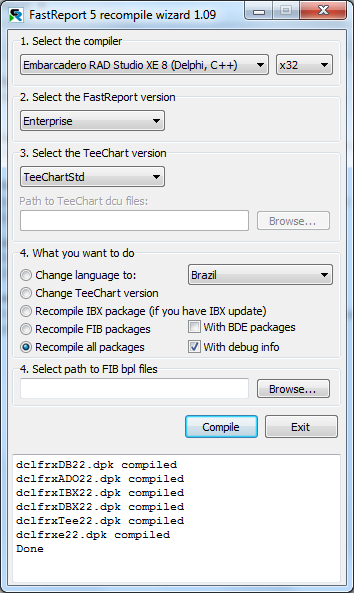 FastReport 5 recompile wizard 1.09
1. Select the compiler
Embarcadero RAD Studio XE 8 (Delphi, C++) x32
2. Select the FastReport version
Enterprise
3. Select the TeeChart version
TeeChartStd
Path to TeeChart dcu files:
Browse...
4. What you want to do
Change language to: Brazil
Change TeeChart version
Recompile IBX package (if you have IBX update)
Recompile FIB packages With BDE packages
Recompile all packages With debug info
4. Select path to FIB bpl files
Browse...
Compile Exit
dclfrxDB22.dpk compiled
dclfrxADO22.dpk compiled
dclfrxIBX22.dpk compiled
dclfrxDBX22.dpk compiled
dclfrxTee22.dpk compiled
dclfrxe22.dpk compiled
Done